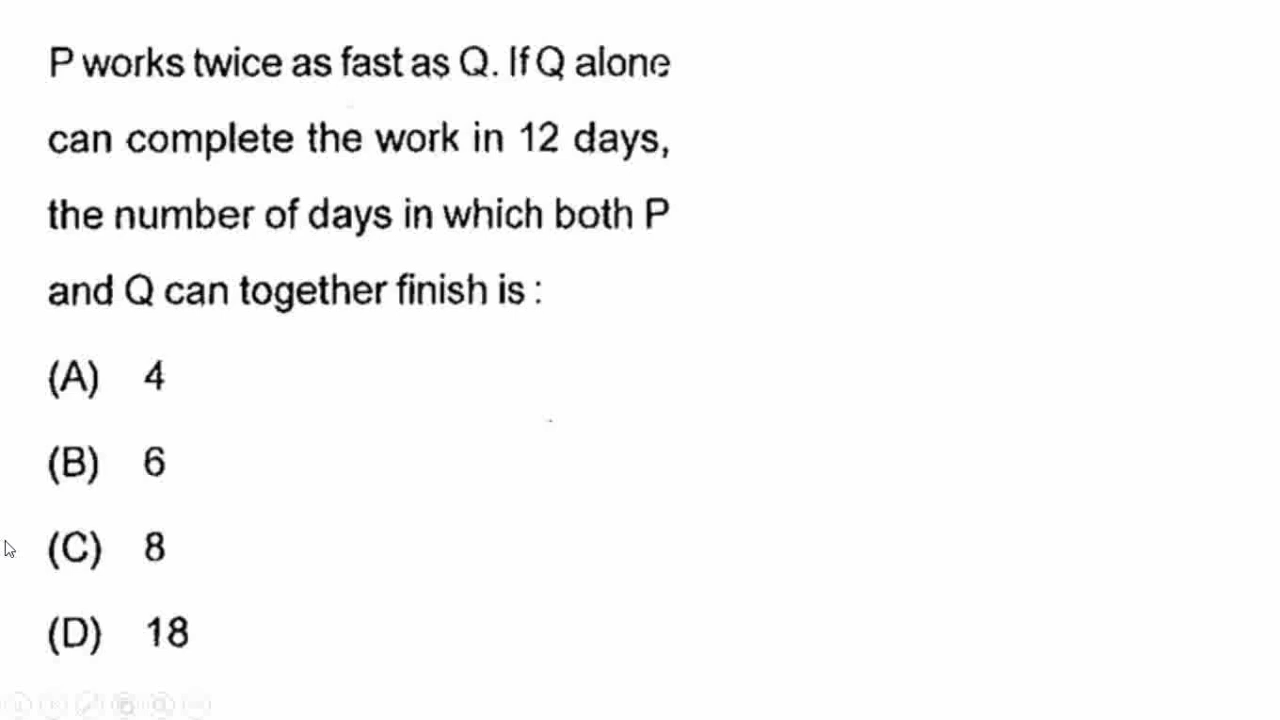 P works twice as fast as Q. If Q alone
can complete the work in 12 days,
the number of days in which both P
and Q can together finish is :
(A) 4
(B) 6
(C) 8
(D) 18